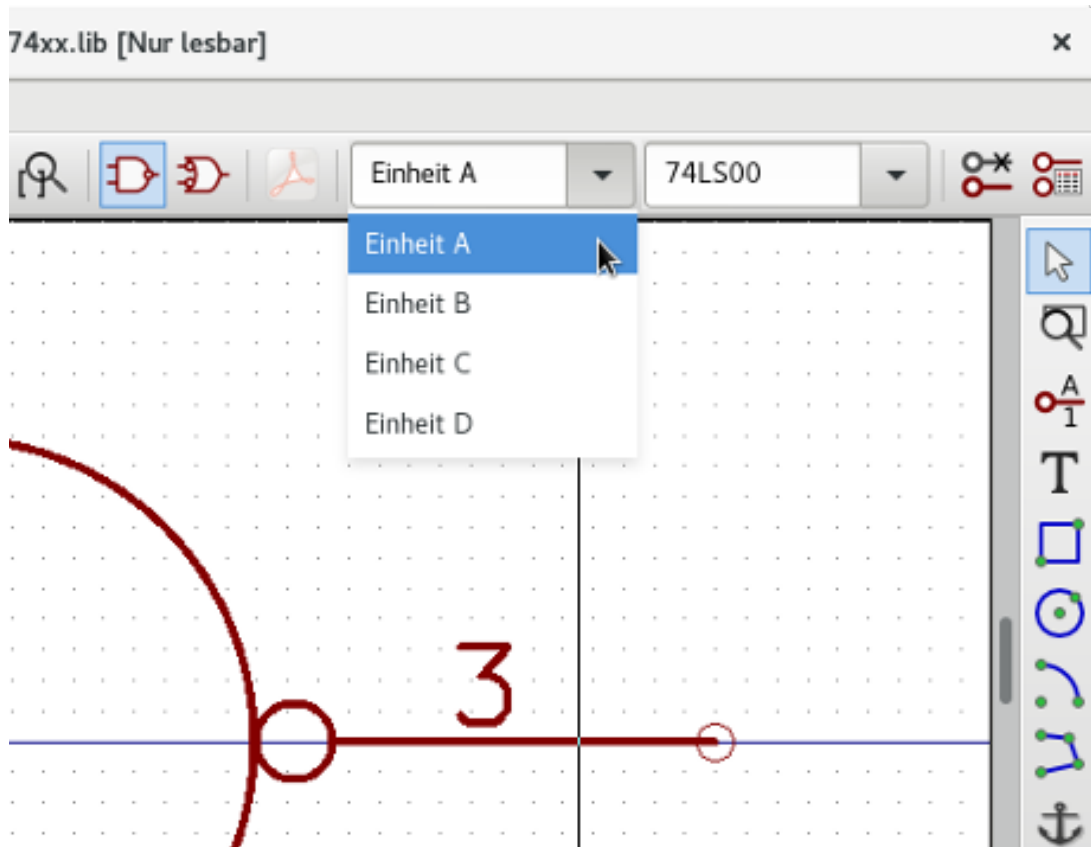 74xx.lib [Nur lesbar]
Einheit A
74LS00
Einheit A
Einheit B
Einheit C
Einheit D
A
1
T
3